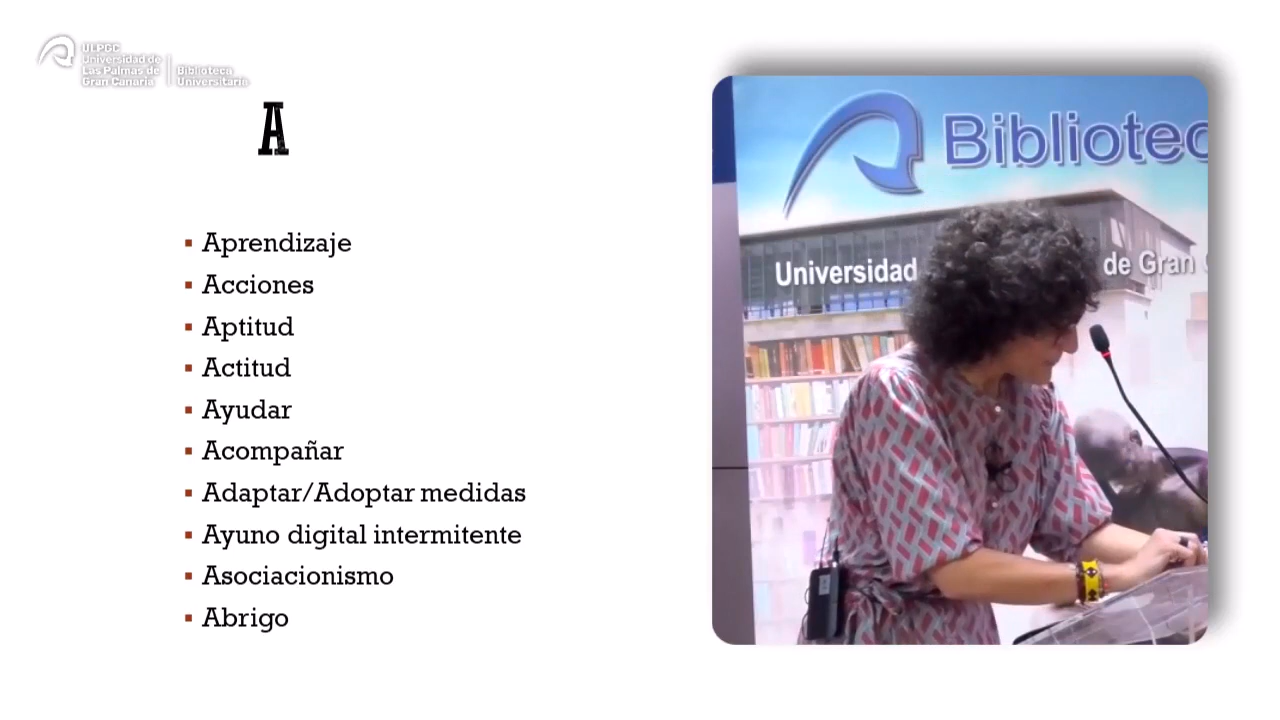 ULPGC
Universidad de
Las Palmas de
Gran Canaria
Biblioteca
Universitaria
A
Aprendizaje
Acciones
Aptitud
Actitud
Ayudar
Acompañar
Adaptar/Adoptar medidas
Ayuno digital intermitente
Asociacionismo
Abrigo
Bibliotec
Universidad de Gran